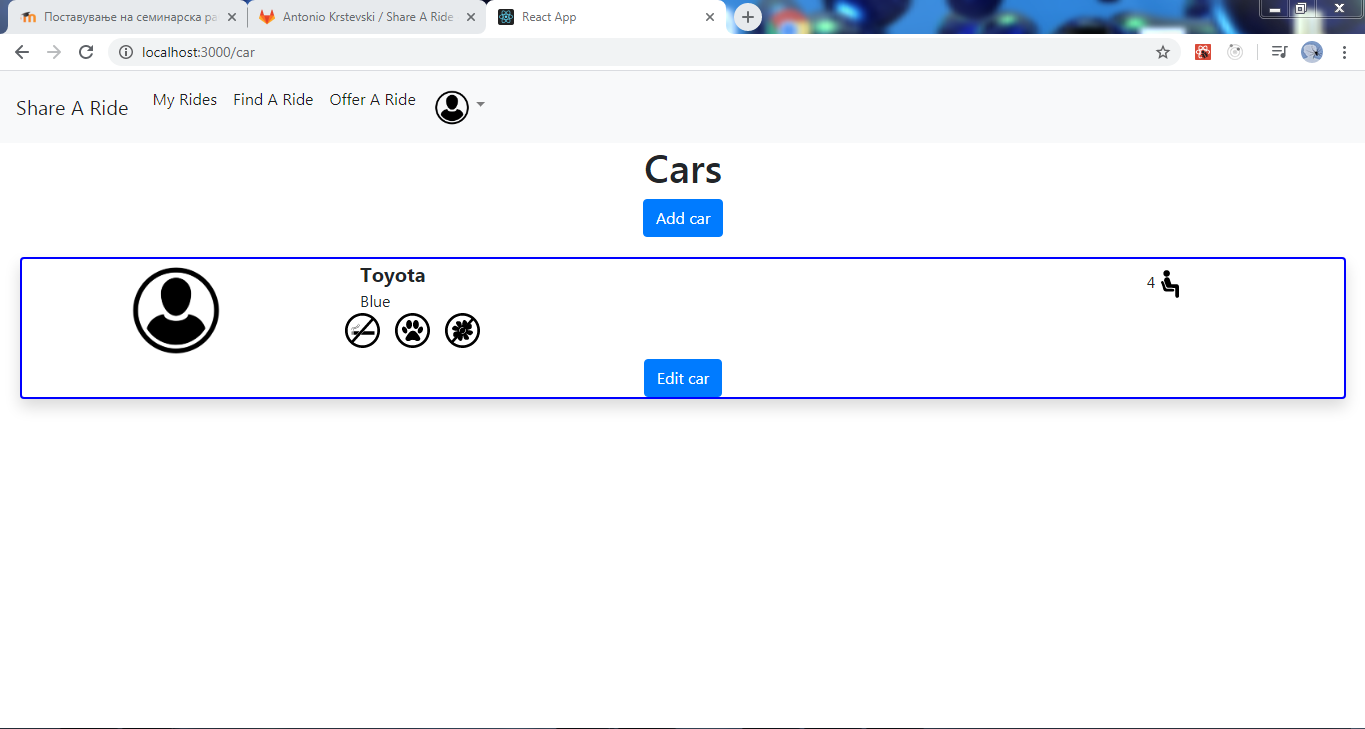 Поставување на семинарска ра
Antonio Krstevski / Share A Ride
React App
localhost:3000/car
Share A Ride
My Rides
Find A Ride
Offer A Ride
Cars
Add car
Toyota
4
Blue
Edit car